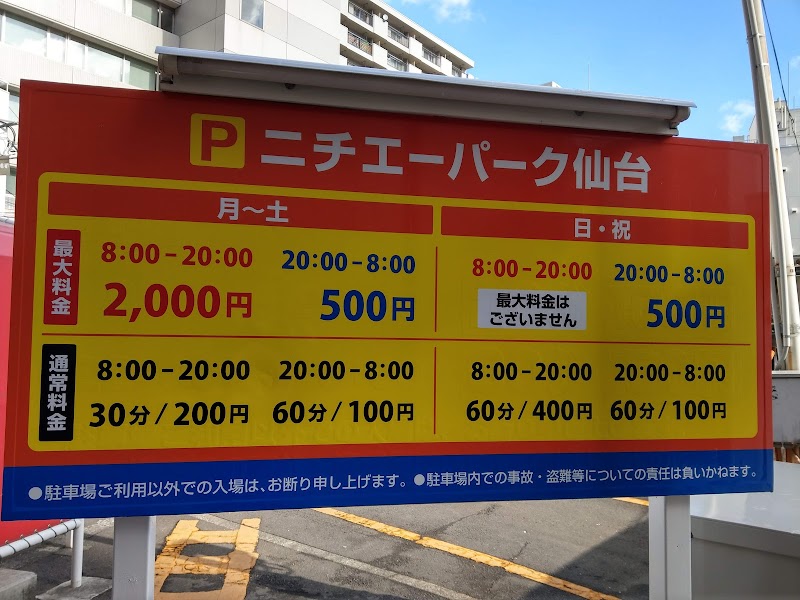 P ニチエーパーク仙台
月〜土 日・祝
最大料金
8:00－20:00 20:00－8:00 8:00－20:00 20:00－8:00
2,000円 500円 最大料金は 500円
ございません
通常料金
8:00－20:00 20:00－8:00 8:00－20:00 20:00－8:00
30分/200円 60分/100円 60分/400円 60分/100円
●駐車場ご利用以外での入場は、お断り申し上げます。 ●駐車場内での事故・盗難等についての責任は負いかねます。